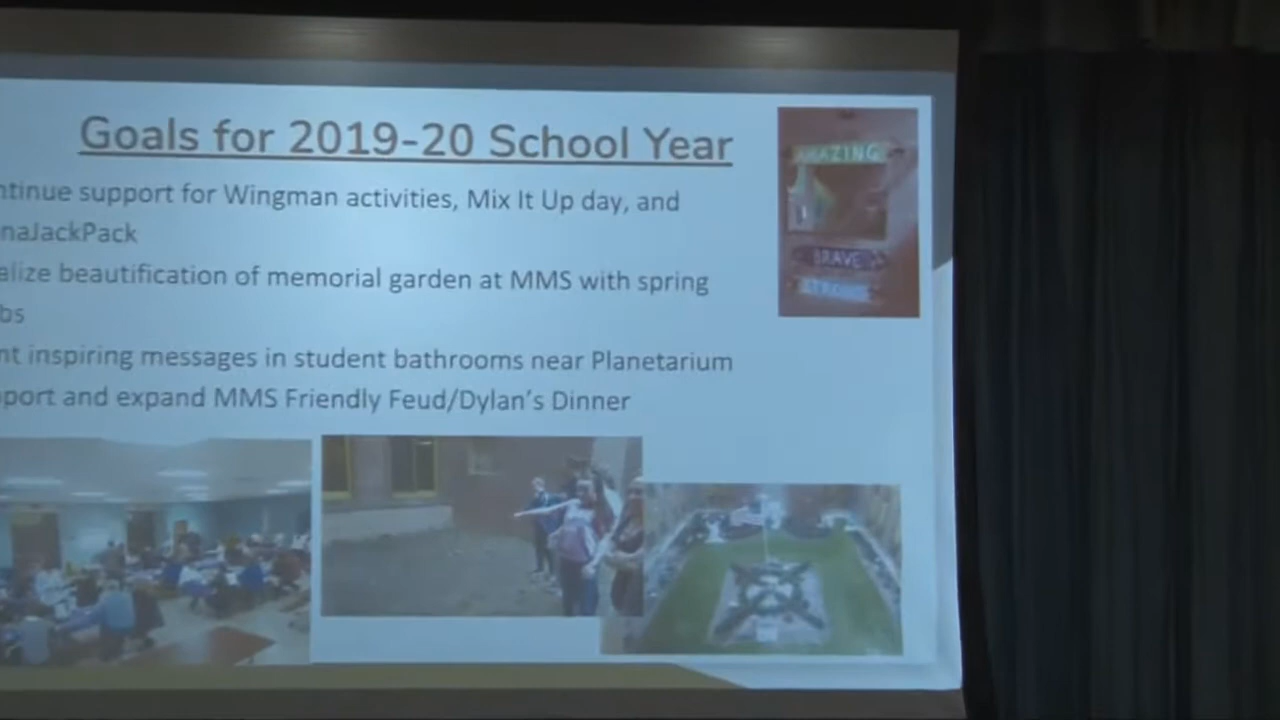 Goals for 2019-20 School Year
ntinue support for Wingman activities, Mix It Up day, and
naJackPack
alize beautification of memorial garden at MMS with spring
bs
nt inspiring messages in student bathrooms near Planetarium
port and expand MMS Friendly Feud/Dylan's Dinner
AMAZING
BRAVE